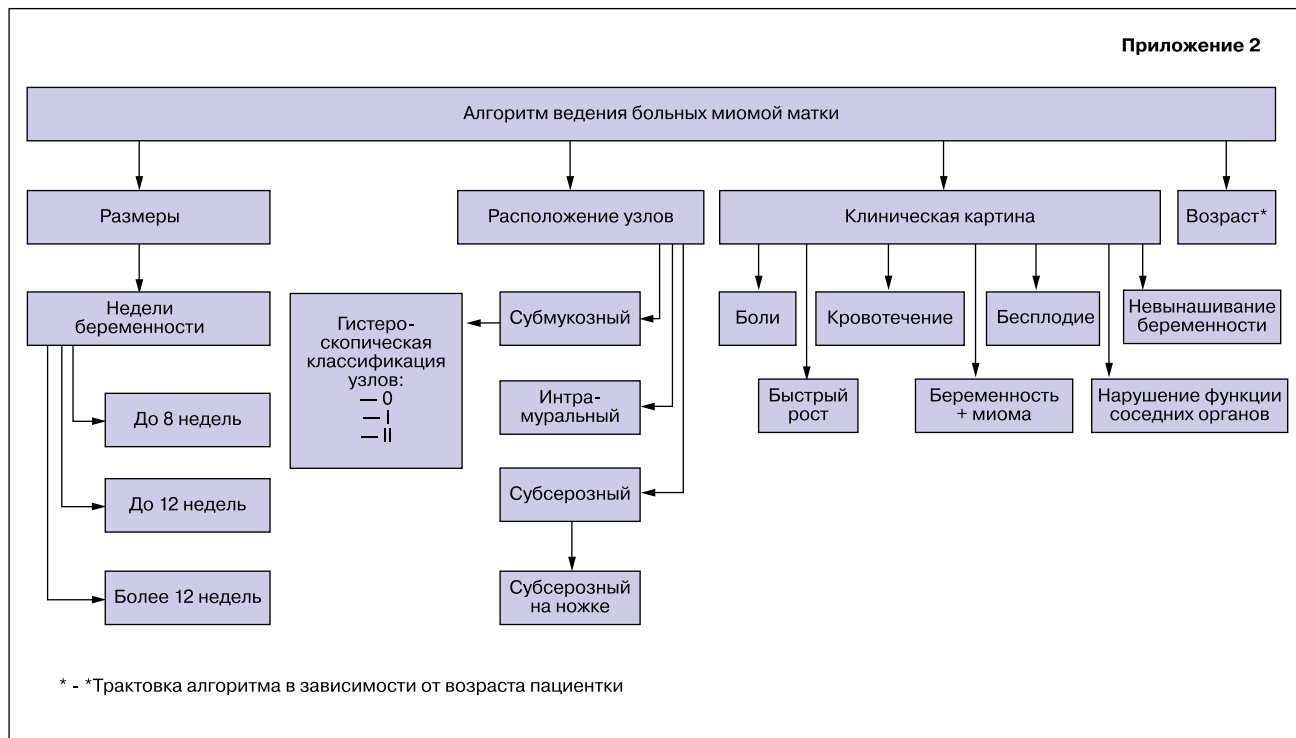 Приложение 2
Алгоритм ведения больных миомой матки
Размеры
Расположение узлов
Клиническая картина
Возраст*
Недели
беременности
До 8 недель
До 12 недель
Более 12 недель
Гистеро-
скопическая
классификация
узлов:
— 0
— I
— II
Субмукозный
Интра-
муральный
Субсерозный
Субсерозный
на ножке
Боли
Кровотечение
Бесплодие
Невынашивание
беременности
Быстрый
рост
Беременность
+ миома
Нарушение функции
соседних органов
* - *Трактовка алгоритма в зависимости от возраста пациентки